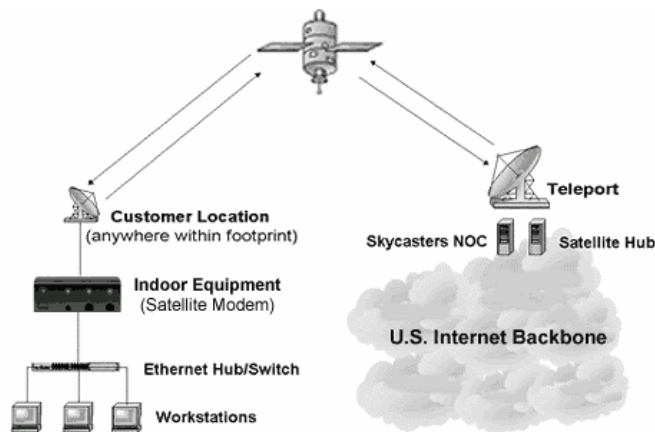 Teleport
Customer Location
(anywhere within footprint)
Skycasters NOC
Satellite Hub
Indoor Equipment
(Satellite Modem)
U.S. Internet Backbone
Ethernet Hub/Switch
Workstations